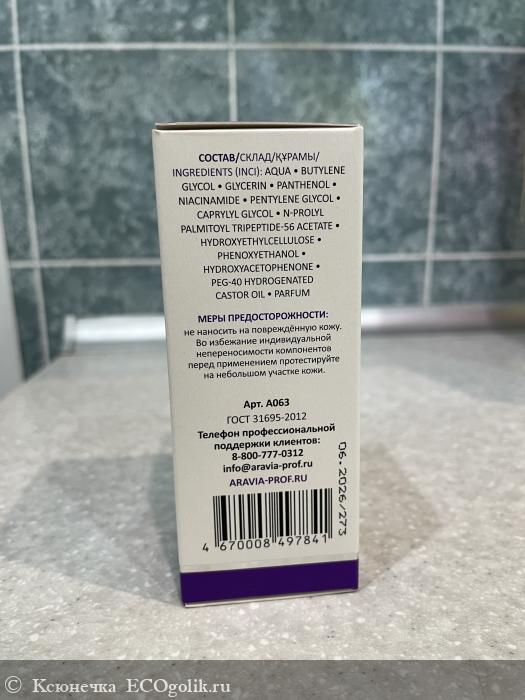 СОСТАВ/СКЛАД/ҚҰРАМЫ/
INGREDIENTS (INCI): AQUA • BUTYLENE
GLYCOL • GLYCERIN • PANTHENOL •
NIACINAMIDE • PENTYLENE GLYCOL •
CAPRYLYL GLYCOL • N-PROLYL
PALMITOYL TRIPEPTIDE-56 ACETATE •
HYDROXYETHYLCELLULOSE •
PHENOXYETHANOL •
HYDROXYACETOPHENONE •
PEG-40 HYDROGENATED
CASTOR OIL • PARFUM
МЕРЫ ПРЕДОСТОРОЖНОСТИ:
не наносить на повреждённую кожу.
Во избежание индивидуальной
непереносимости компонентов
перед применением протестируйте
на небольшом участке кожи.
Арт. А063
ГОСТ 31695-2012
Телефон профессиональной
поддержки клиентов:
8-800-777-0312
info@aravia-prof.ru
ARAVIA-PROF.RU
06.2026/273
4 670008 497841
© Ксюнечка ECOgolik.ru